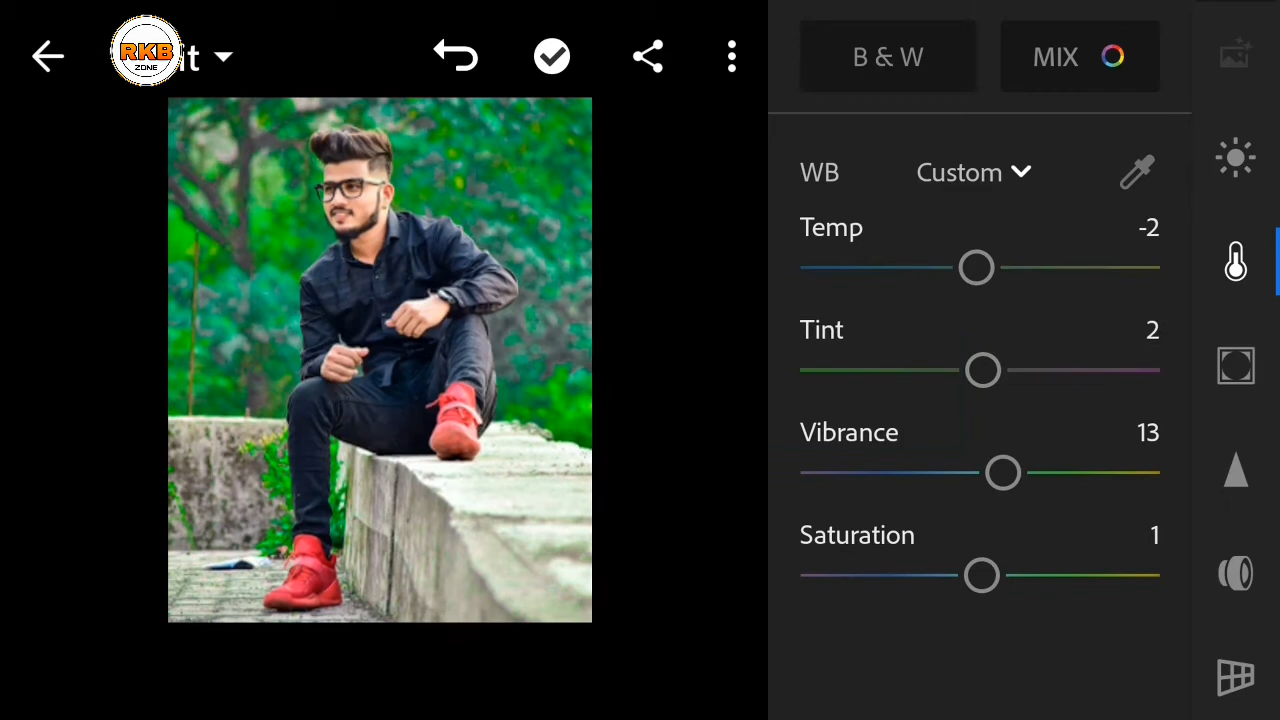 RKB
ZONE
it
B & W
MIX
WB
Custom
Temp
-2
Tint
2
Vibrance
13
Saturation
1